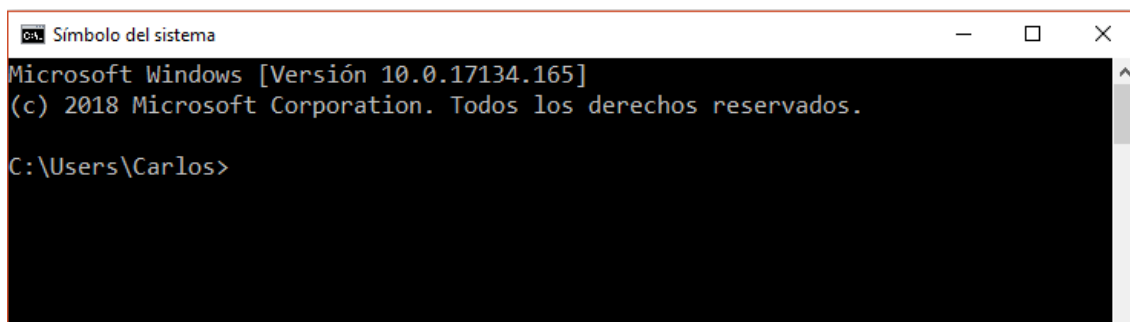 Símbolo del sistema
Microsoft Windows [Versión 10.0.17134.165]
(c) 2018 Microsoft Corporation. Todos los derechos reservados.
C:\Users\Carlos>